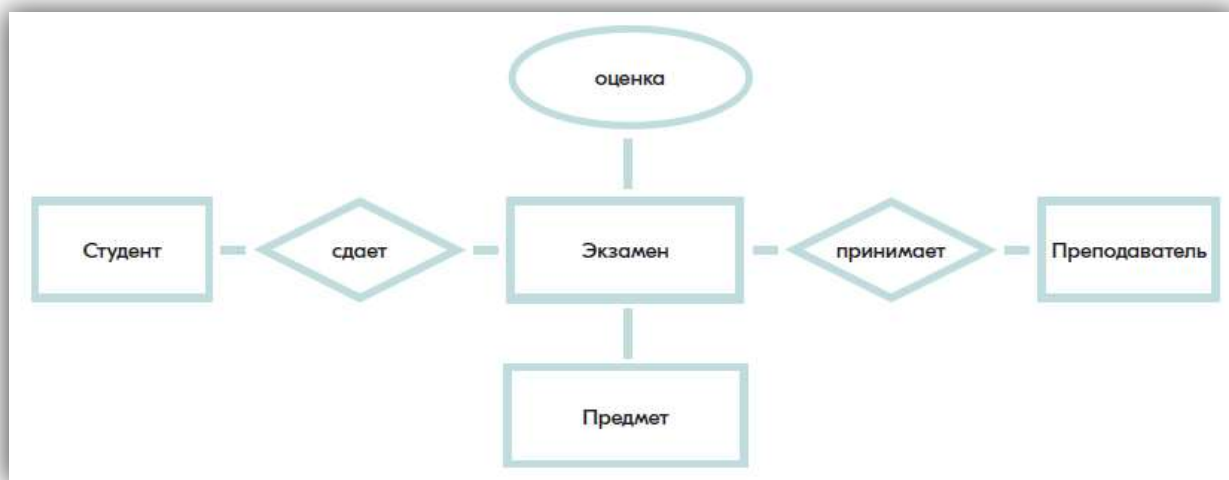 оценка
Студент
сдает
Экзамен
принимает
Преподаватель
Предмет